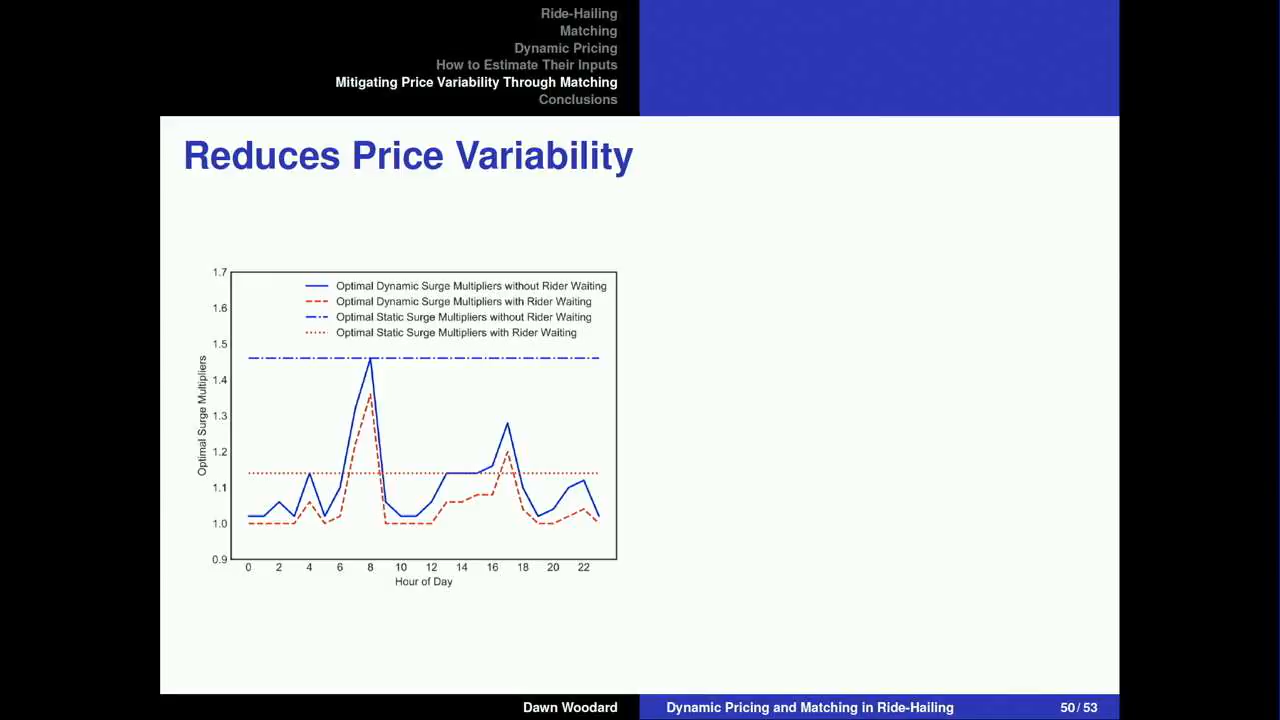 Ride-Hailing
Matching
Dynamic Pricing
How to Estimate Their Inputs
Mitigating Price Variability Through Matching
Conclusions
Reduces Price Variability
Optimal Dynamic Surge Multipliers without Rider Waiting
Optimal Dynamic Surge Multipliers with Rider Waiting
Optimal Static Surge Multipliers without Rider Waiting
Optimal Static Surge Multipliers with Rider Waiting
Optimal Surge Multipliers
1.7
1.6
1.5
1.4
1.3
1.2
1.1
1.0
0.9
0 2 4 6 8 10 12 14 16 18 20 22
Hour of Day
Dawn Woodard
Dynamic Pricing and Matching in Ride-Hailing
50 / 53